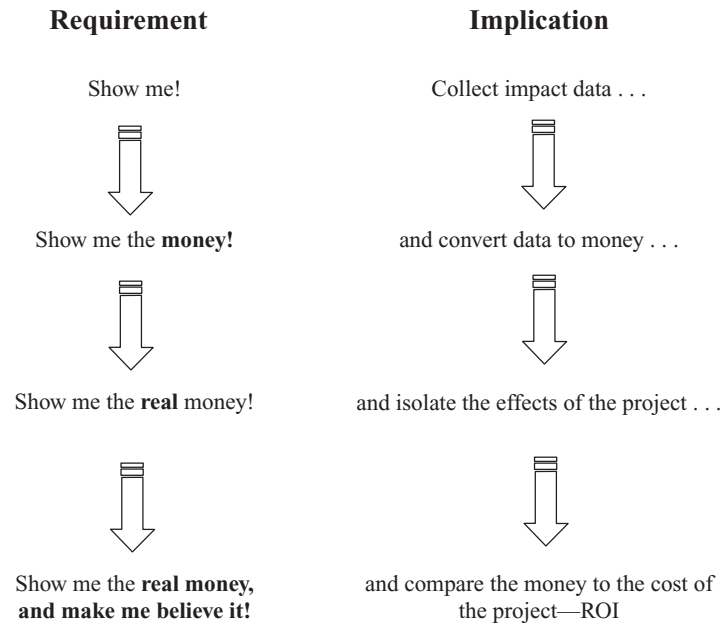 Requirement Implication
Show me! Collect impact data . . .
Show me the money! and convert data to money . . .
Show me the real money! and isolate the effects of the project . . .
Show me the real money, and compare the money to the cost of
and make me believe it! the project—ROI